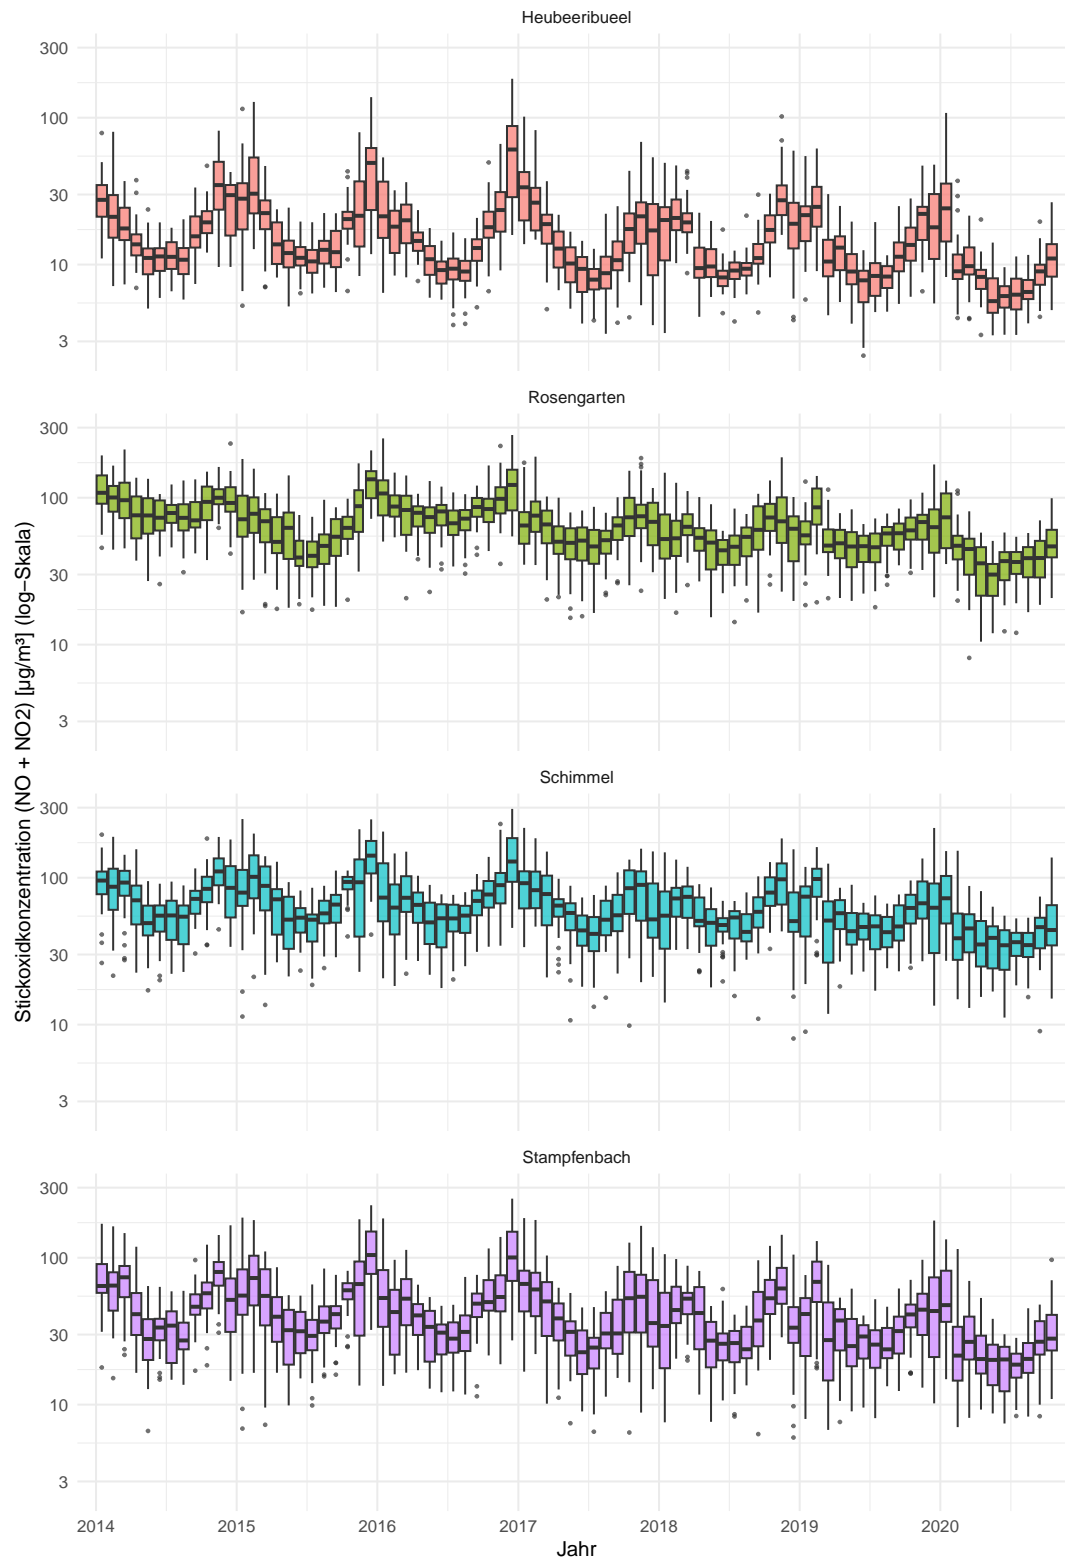 Heubeeribueel
300
100
30
10
3
Rosengarten
300
100
30
10
3
Schimmel
300
100
30
10
3
Stampfenbach
300
100
30
10
3
2014 2015 2016 2017 2018 2019 2020
Jahr
Stickoxidkonzentration (NO + NO2) [µg/m³] (log−Skala)